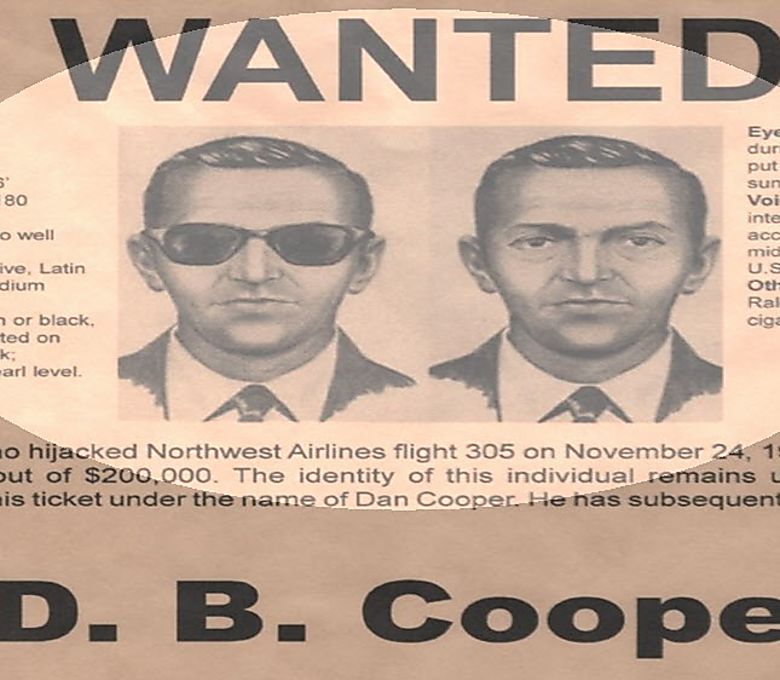 WANTED
6'
180
o well
ive, Latin
dium
n or black,
ted on
k;
earl level.
Eye
duri
put
sun
Voi
inte
acc
mid
U.S
Oth
Ral
ciga
no hijacked Northwest Airlines flight 305 on November 24, 19
out of $200,000. The identity of this individual remains u
his ticket under the name of Dan Cooper. He has subsequent
D. B. Coope